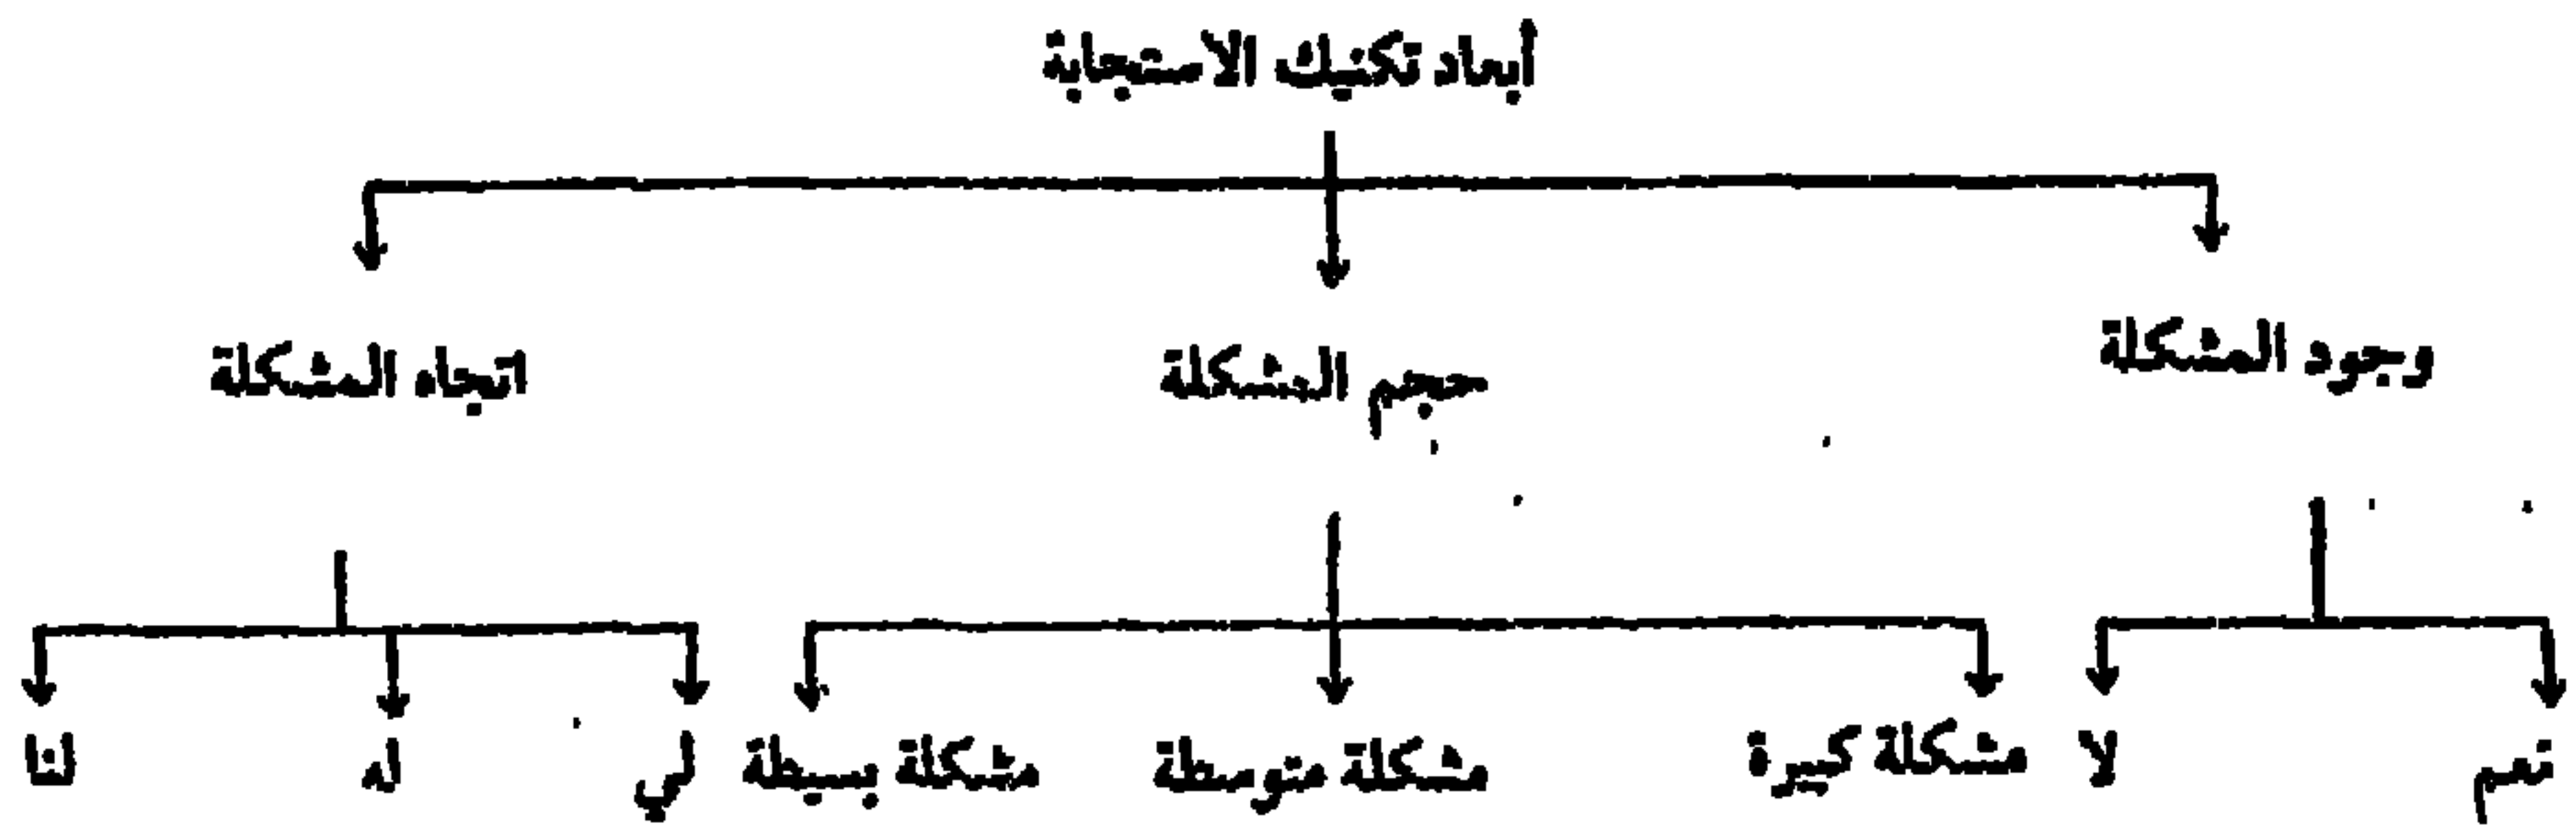 أبعاد تكنيك الاستجابة
وجود المشكلة حجم المشكلة اتجاه المشكلة
نعم لا مشكلة كبيرة مشكلة متوسطة مشكلة بسيطة لي له لنا